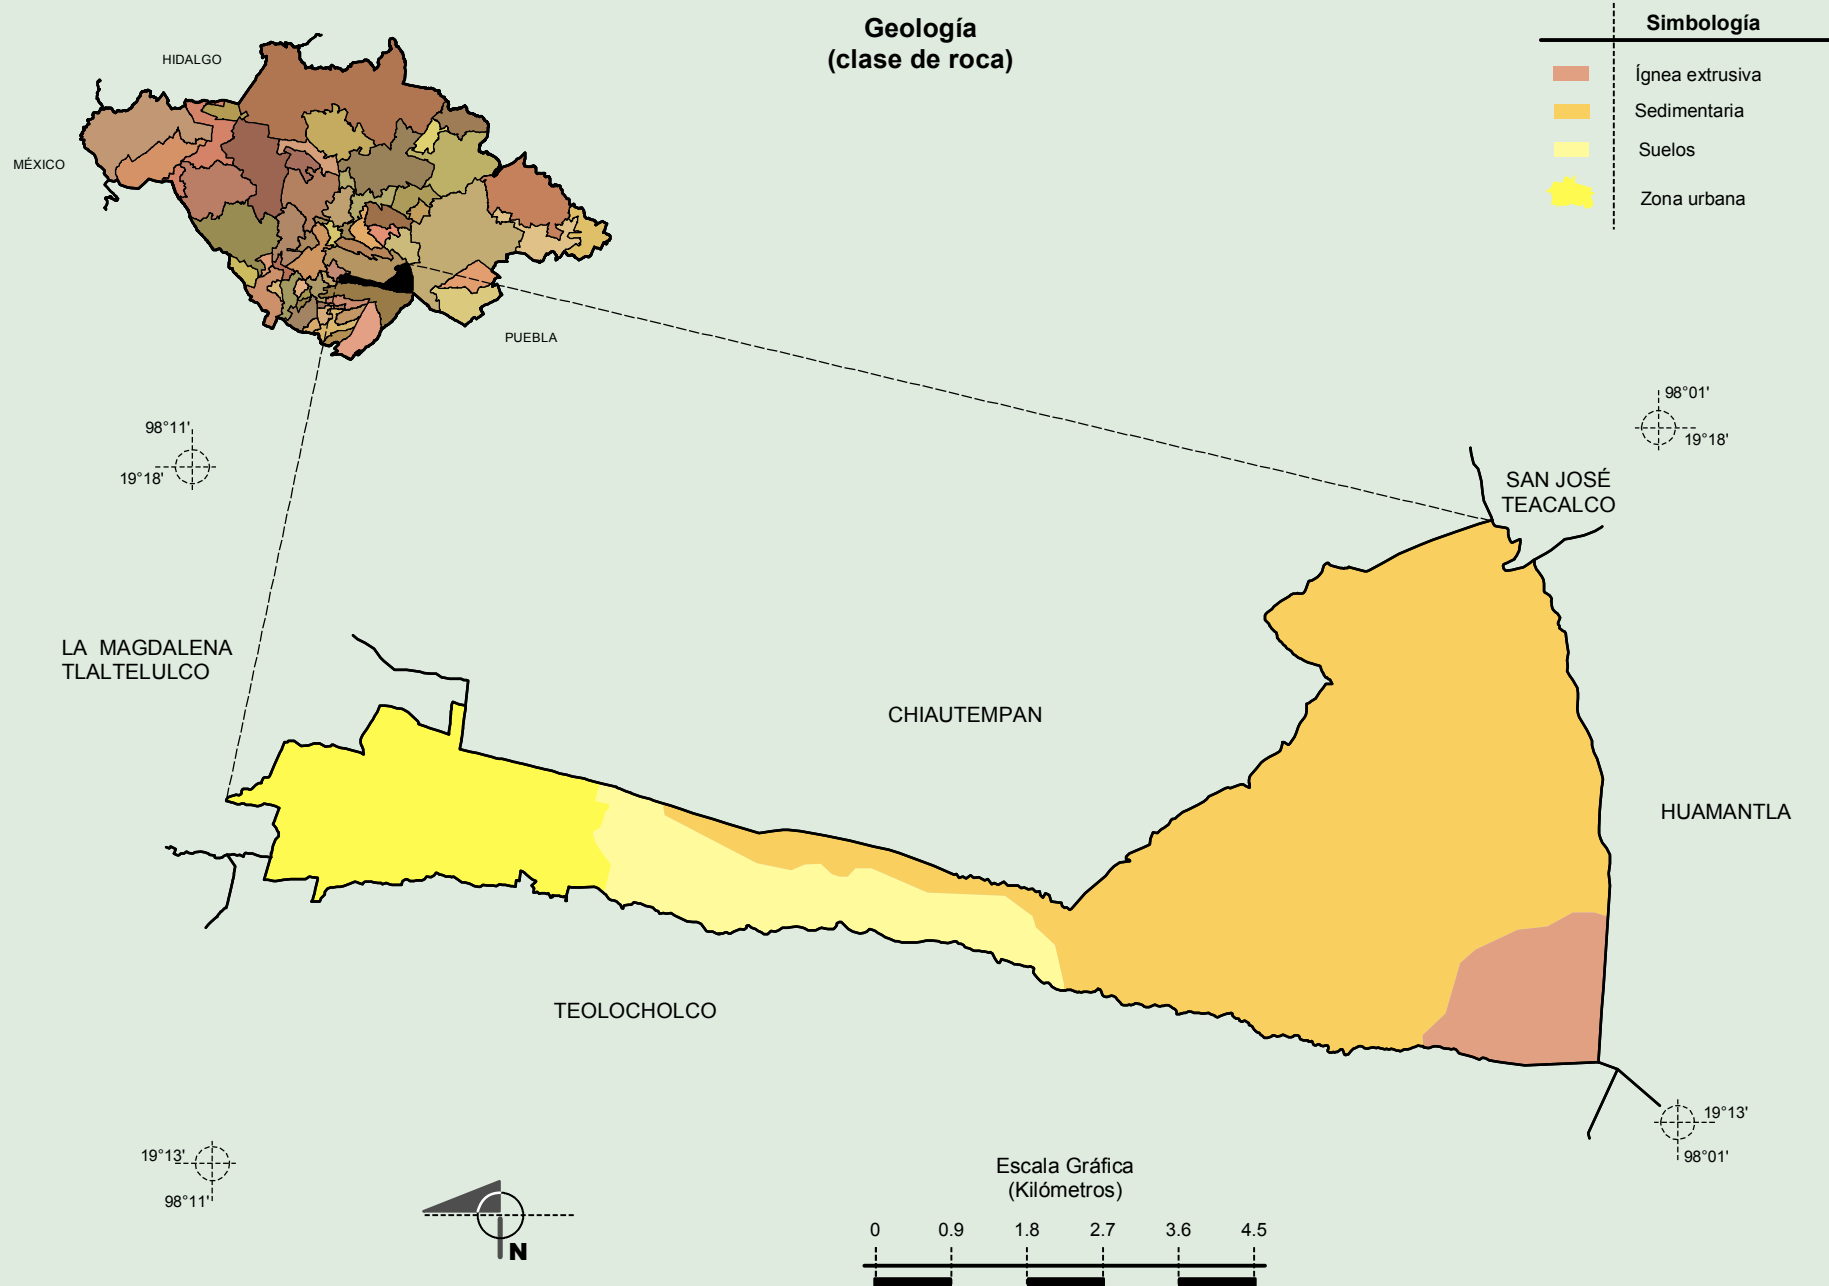 Geología
(clase de roca)
Simbología
Ígnea extrusiva
Sedimentaria
Suelos
Zona urbana
HIDALGO
MÉXICO
PUEBLA
98°11'
19°18'
98°01'
19°18'
SAN JOSÉ
TEACALCO
LA MAGDALENA
TLALTELULCO
CHIAUTEMPAN
HUAMANTLA
TEOLOCHOLCO
19°13'
98°11'
19°13'
98°01'
N
Escala Gráfica
(Kilómetros)
0 0.9 1.8 2.7 3.6 4.5